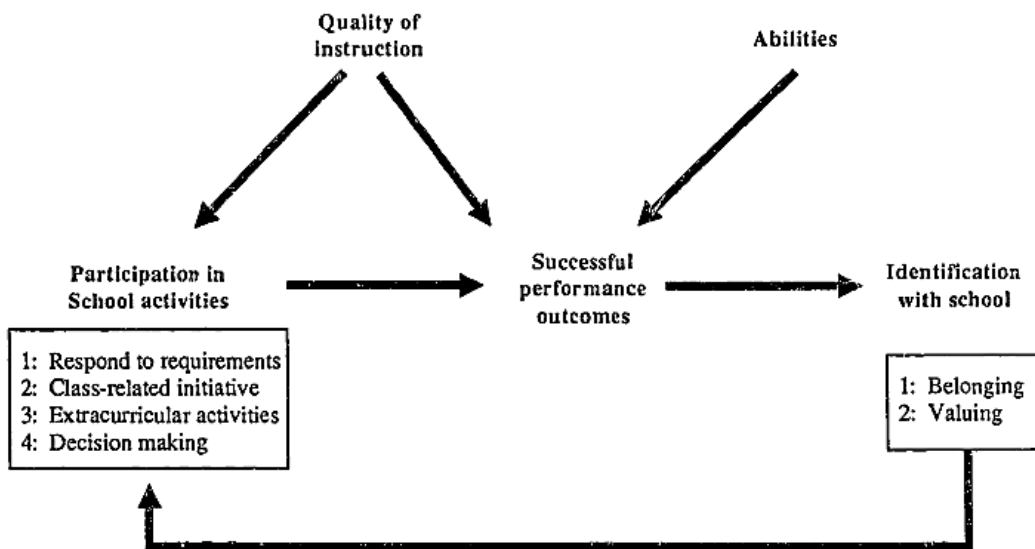 Quality of
instruction
Abilities
Participation in
School activities
Successful
performance
outcomes
Identification
with school
1: Respond to requirements
2: Class-related initiative
3: Extracurricular activities
4: Decision making
1: Belonging
2: Valuing